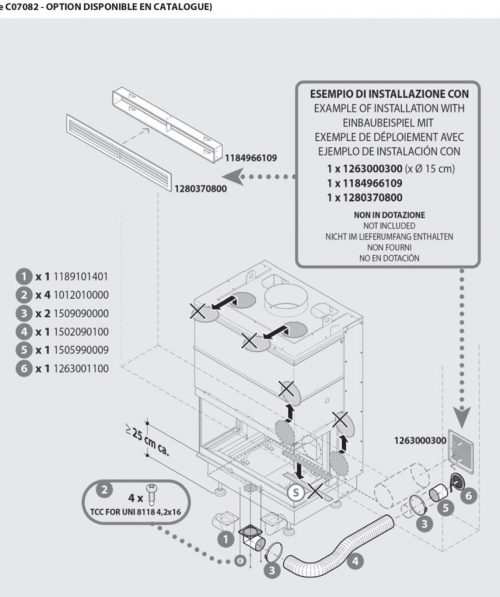 e C07082 - OPTION DISPONIBLE EN CATALOGUE)
ESEMPIO DI INSTALLAZIONE CON
EXAMPLE OF INSTALLATION WITH
EINBAUBEISPIEL MIT
EXEMPLE DE DÉPLOIEMENT AVEC
EJEMPLO DE INSTALACIÓN CON
1 x 1263000300 (x Ø 15 cm)
1 x 1184966109
1 x 1280370800
NON IN DOTAZIONE
NOT INCLUDED
NICHT IM LIEFERUMFANG ENTHALTEN
NON FOURNI
NO EN DOTACIÓN
1184966109
1280370800
1 x 1 1189101401
2 x 4 1012010000
3 x 2 1509090000
4 x 1 1502090100
5 x 1 1505990009
6 x 1 1263001100
≥ 25 cm ca.
1263000300
2
4 x
TCC FOR UNI 8118 4,2x16
S
1
3
4
3
5
6